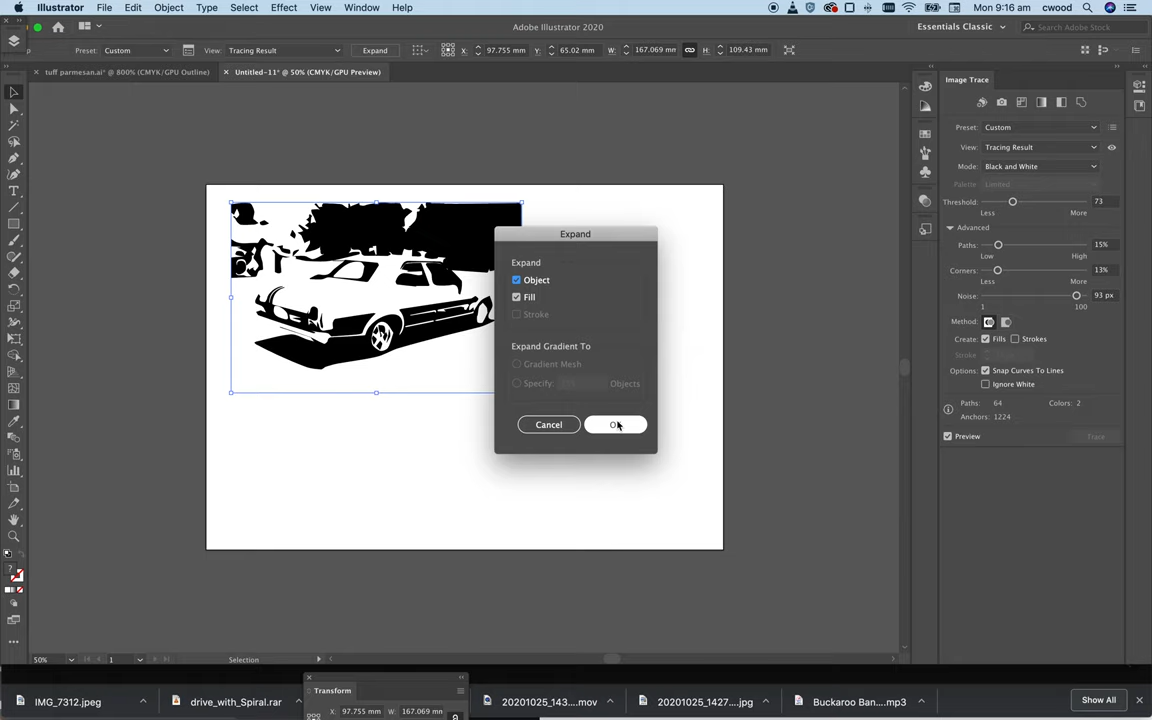 Illustrator File Edit Object Type Select Effect View Window Help Mon 9:16 am cwood
Adobe Illustrator 2020 Essentials Classic Search Adobe Stock
Preset: Custom View: Tracing Result Expand X: 97.755 mm Y: 65.02 mm W: 167.069 mm H: 109.43 mm
tuff parmesan.ai* @ 800% (CMYK/GPU Outline) Untitled-11* @ 50% (CMYK/GPU Preview)
Image Trace
Preset: Custom
View: Tracing Result
Mode: Black and White
Palette: Limited
Threshold: 73
Less More
Advanced
Paths: 15%
Low High
Corners: 13%
Less More
Noise: 93 px
1 100
Method:
Create: Fills Strokes
Stroke
Options: Snap Curves To Lines
Ignore White
Paths: 64 Colors: 2
Anchors: 1224
Preview Trace
Expand
Expand
Object
Fill
Stroke
Expand Gradient To
Gradient Mesh
Specify: Objects
Cancel
50% 1 Selection
Transform
X: 97.755 mm W: 167.069 mm
IMG_7312.jpeg drive_with_Spiral.rar 20201025_143....mov 20201025_1427....jpg Buckaroo Ban....mp3 Show All